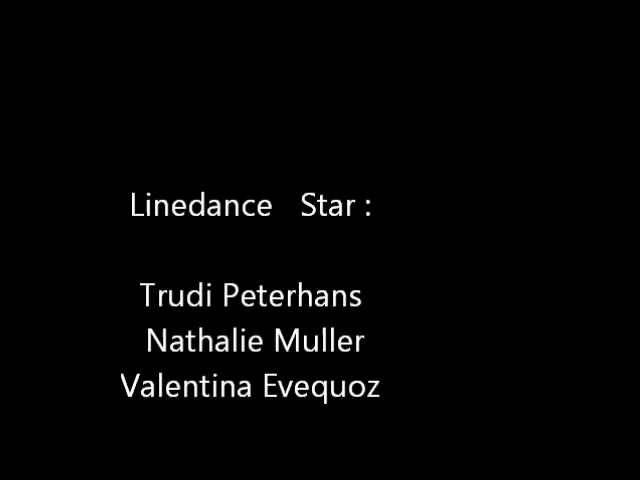 Linedance Star :
Trudi Peterhans
Nathalie Muller
Valentina Evequoz